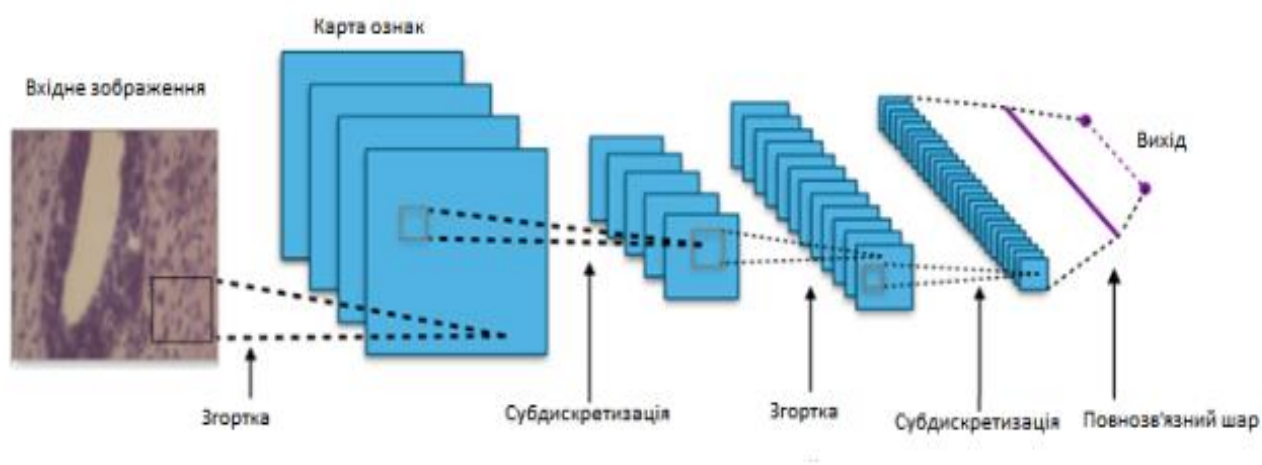 Карта ознак
Вхідне зображення
Вихід
Згортка
Субдискретизація
Згортка
Субдискретизація
Повнозв'язний шар